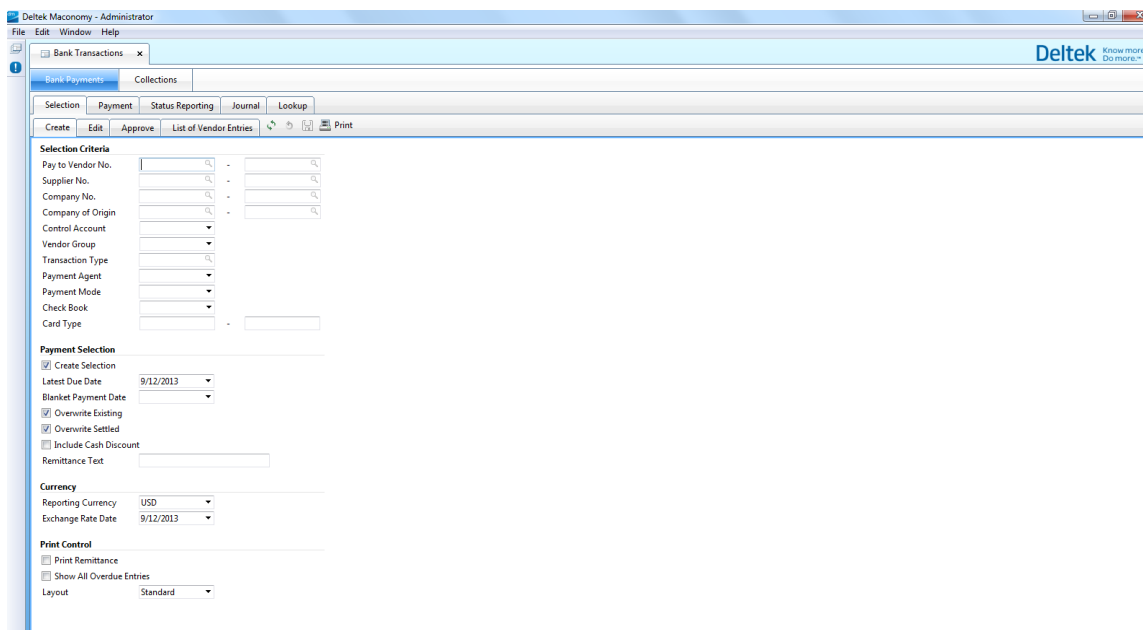 Deltek Maconomy - Administrator
File Edit Window Help
Bank Transactions
Deltek Know more. Do more.™
Bank Payments Collections
Selection Payment Status Reporting Journal Lookup
Create Edit Approve List of Vendor Entries Print
Selection Criteria
Pay to Vendor No. -
Supplier No. -
Company No. -
Company of Origin -
Control Account
Vendor Group
Transaction Type
Payment Agent
Payment Mode
Check Book
Card Type -
Payment Selection
Create Selection
Latest Due Date 9/12/2013
Blanket Payment Date
Overwrite Existing
Overwrite Settled
Include Cash Discount
Remittance Text
Currency
Reporting Currency USD
Exchange Rate Date 9/12/2013
Print Control
Print Remittance
Show All Overdue Entries
Layout Standard